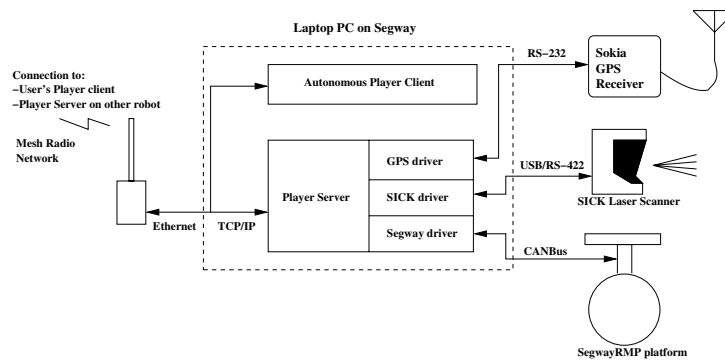 Laptop PC on Segway
RS-232
Sokia
GPS
Receiver
Connection to:
-User's Player client
-Player Server on other robot
Autonomous Player Client
Mesh Radio
Network
GPS driver
USB/RS-422
Player Server
SICK driver
SICK Laser Scanner
Ethernet
TCP/IP
Segway driver
CANBus
SegwayRMP platform